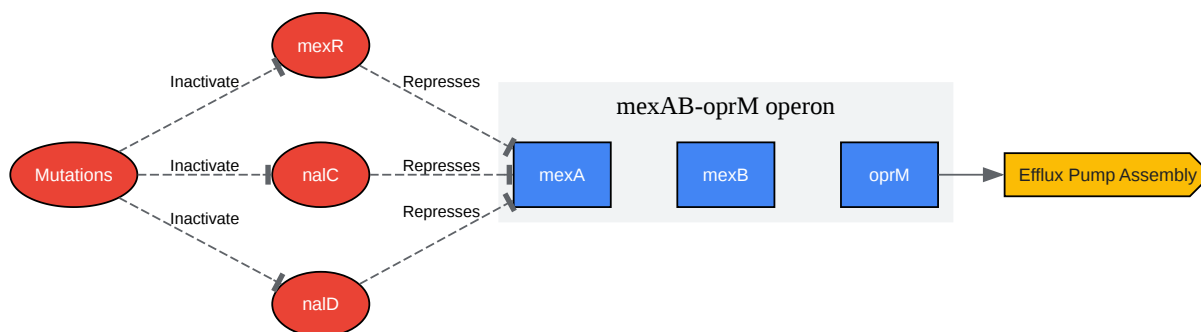 mexR
Inactivate
Represses
mexAB-oprM operon
Mutations
Inactivate
nalC
Represses
mexA
mexB
oprM
Efflux Pump Assembly
Inactivate
Represses
nalD